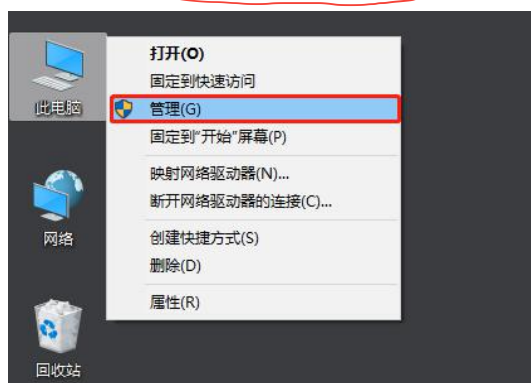 此电脑
网络
回收站
打开(O)
固定到快速访问
管理(G)
固定到"开始"屏幕(P)
映射网络驱动器(N)...
断开网络驱动器的连接(C)...
创建快捷方式(S)
删除(D)
属性(R)